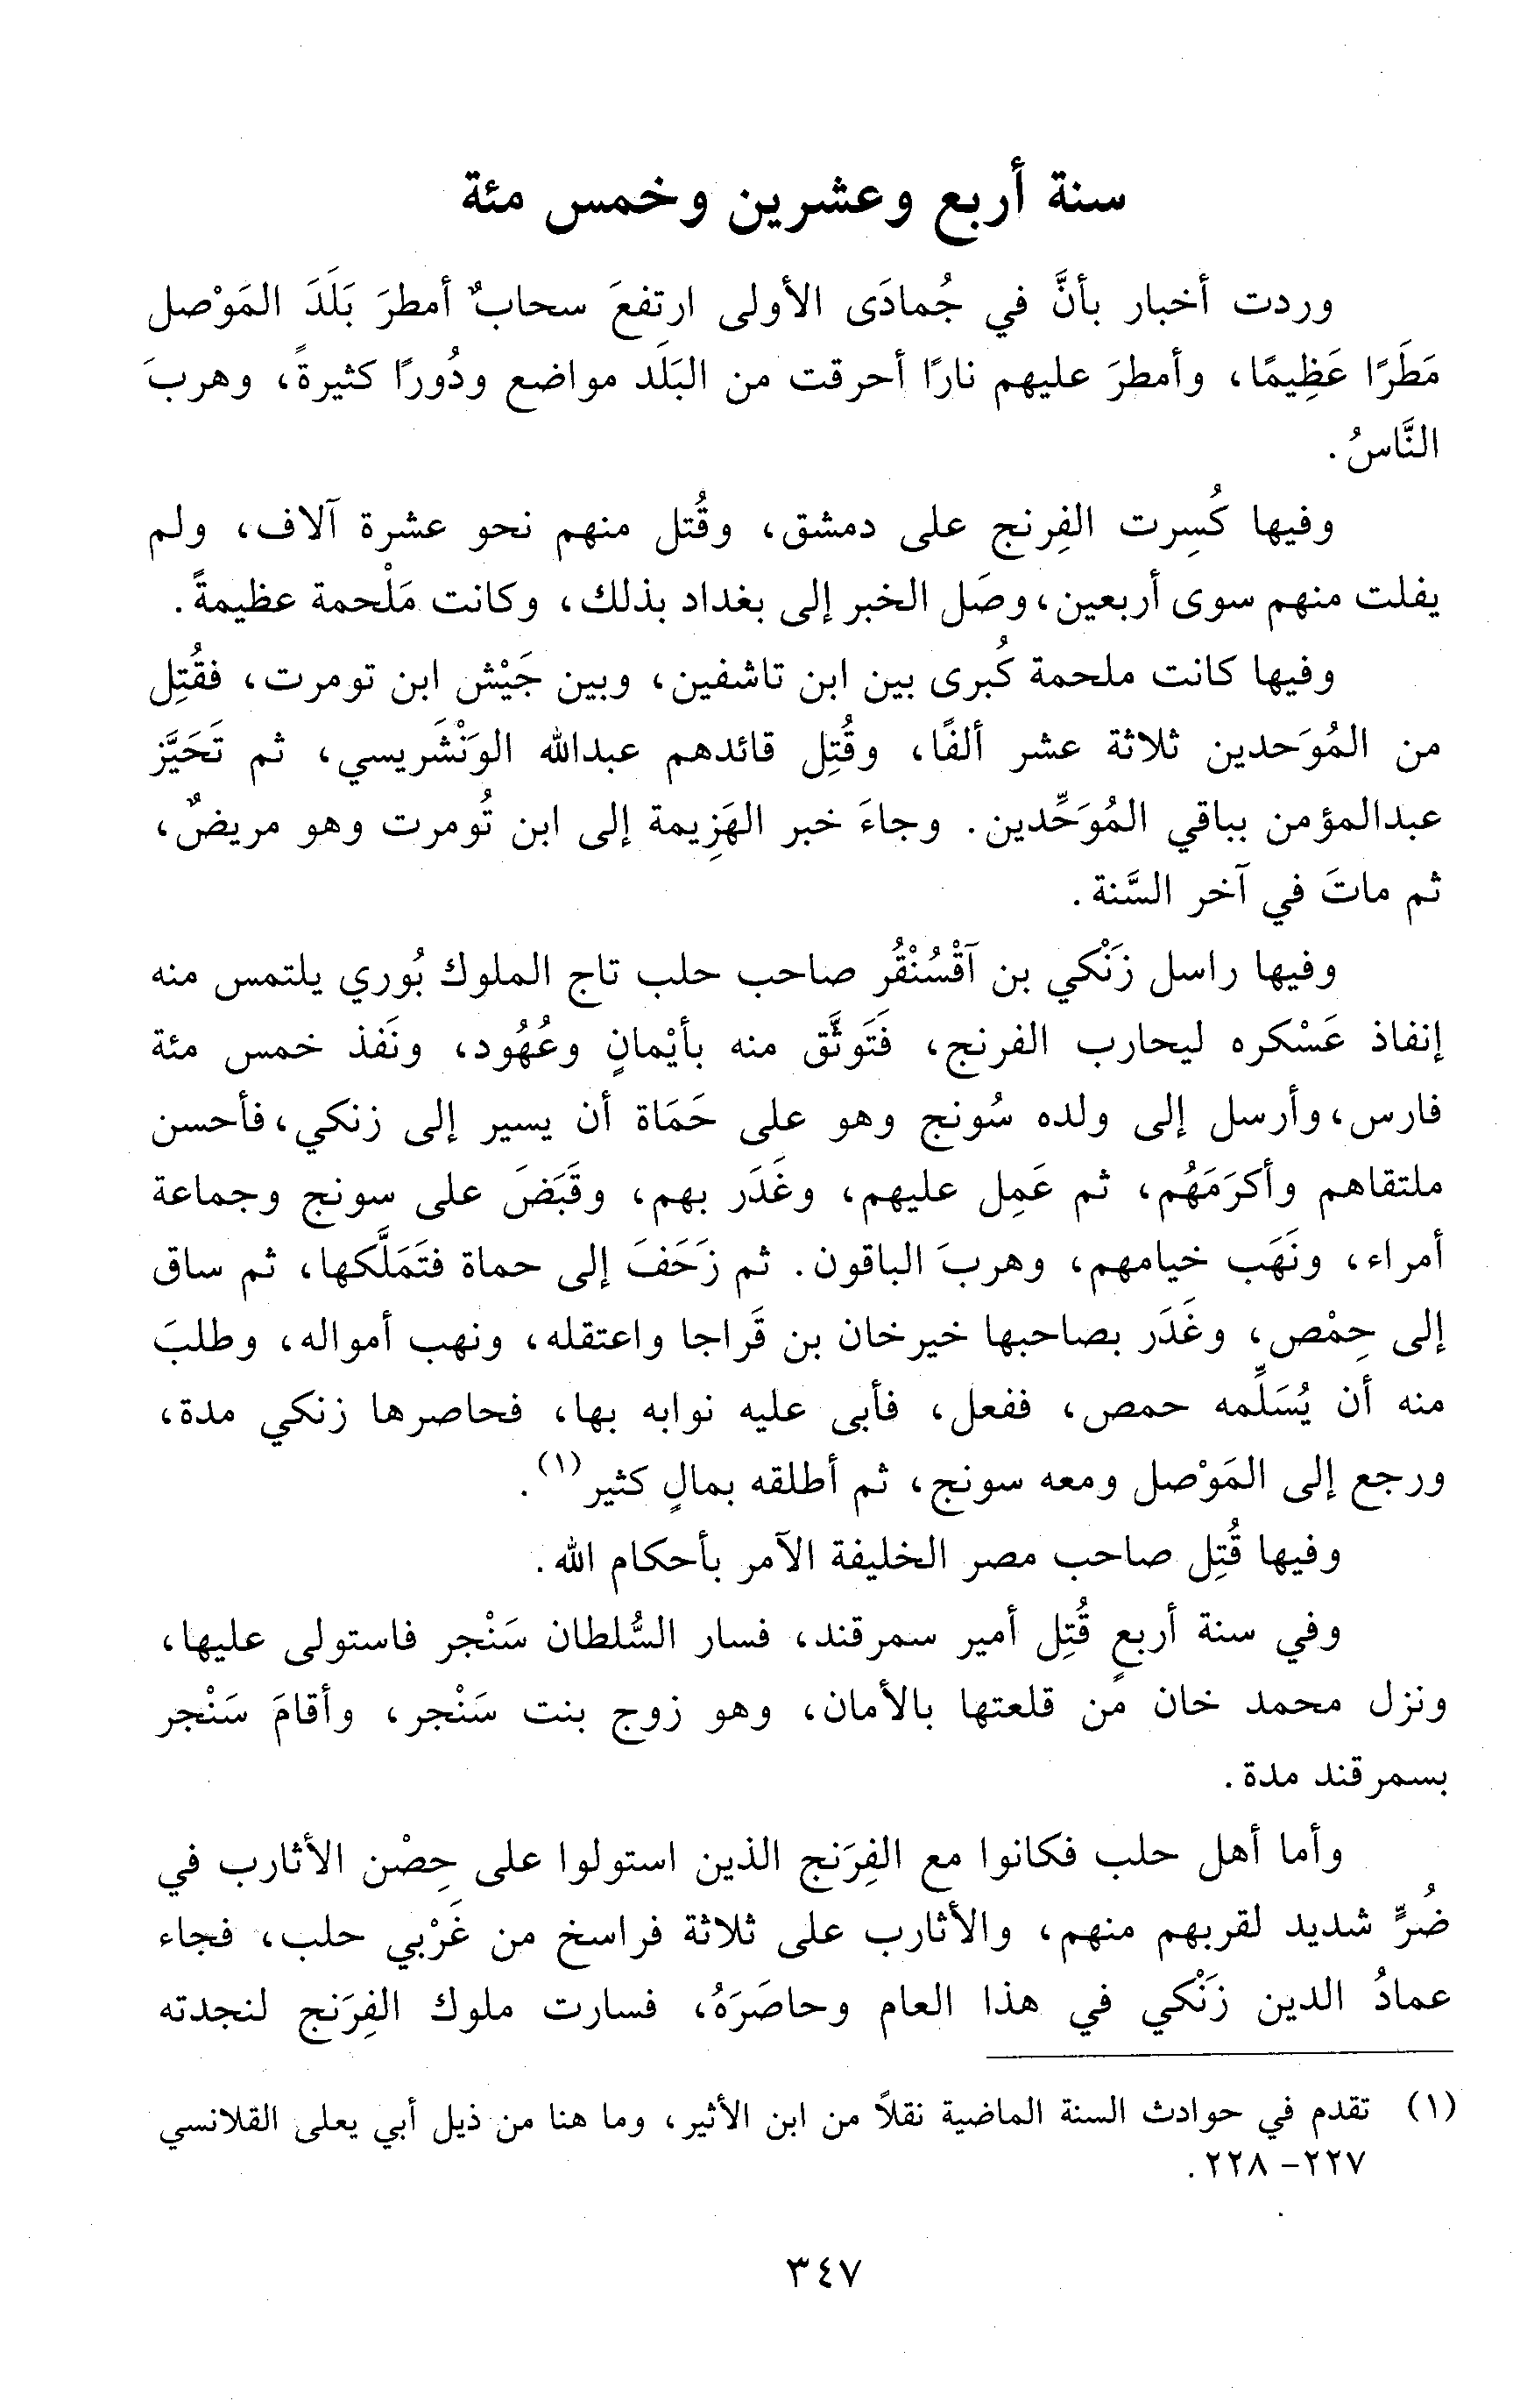 سنة أربع وعشرين وخمس مئة
وردت أخبار بأنَّ في جُمادَى الأولى ارتفعَ سحابٌ أمطرَ بَلَدَ المَوْصل
مَطَرًا عَظِيمًا، وأمطرَ عليهم نارًا أحرقت من البَلَد مواضع ودُورًا كثيرةً، وهربَ
النَّاسُ.
وفيها كُسِرت الفِرنج على دمشق، وقُتل منهم نحو عشرة آلاف، ولم
يفلت منهم سوى أربعين، وصَل الخبر إلى بغداد بذلك، وكانت مَلْحمة عظيمةً.
وفيها كانت ملحمة كُبرى بين ابن تاشفين، وبين جَيْش ابن تومرت، فقُتِل
من المُوَحدين ثلاثة عشر ألفًا، وقُتِل قائدهم عبدالله الوَنْشَريسي، ثم تَحَيَّز
عبدالمؤمن بباقي المُوَحِّدين. وجاءَ خبر الهَزِيمة إلى ابن تُومرت وهو مريضٌ،
ثم ماتَ في آخر السَّنة.
وفيها راسل زَنْكي بن آقْسُنْقُر صاحب حلب تاج الملوك بُوري يلتمس منه
إنفاذ عَسْكره ليحارب الفرنج، فَتَوثَّق منه بأيْمانٍ وعُهُود، ونَفذ خمس مئة
فارس، وأرسل إلى ولده سُونج وهو على حَمَاة أن يسير إلى زنكي، فأحسن
ملتقاهم وأكرَمَهُم، ثم عَمِل عليهم، وغَدَر بهم، وقَبَضَ على سونج وجماعة
أمراء، ونَهَب خيامهم، وهربَ الباقون. ثم زَحَفَ إلى حماة فتَمَلَّكها، ثم ساق
إلى حِمْص، وغَدَر بصاحبها خيرخان بن قَراجا واعتقله، ونهب أمواله، وطلبَ
منه أن يُسَلِّمه حمص، ففعل، فأبى عليه نوابه بها، فحاصرها زنكي مدة،
ورجع إلى المَوْصل ومعه سونج، ثم أطلقه بمالٍ كثير(١).
وفيها قُتِل صاحب مصر الخليفة الآمر بأحكام الله.
وفي سنة أربعٍ قُتِل أمير سمرقند، فسار السُّلطان سَنْجر فاستولى عليها،
ونزل محمد خان من قلعتها بالأمان، وهو زوج بنت سَنْجر، وأقامَ سَنْجر
بسمرقند مدة.
وأما أهل حلب فكانوا مع الفِرَنج الذين استولوا على حِصْن الأثارب في
ضُرٍّ شديد لقربهم منهم، والأثارب على ثلاثة فراسخ من غَرْبي حلب، فجاء
عمادُ الدين زَنْكي في هذا العام وحاصَرَهُ، فسارت ملوك الفِرَنج لنجدته
(١) تقدم في حوادث السنة الماضية نقلاً من ابن الأثير، وما هنا من ذيل أبي يعلى القلانسي
٢٢٧- ٢٢٨.
٣٤٧